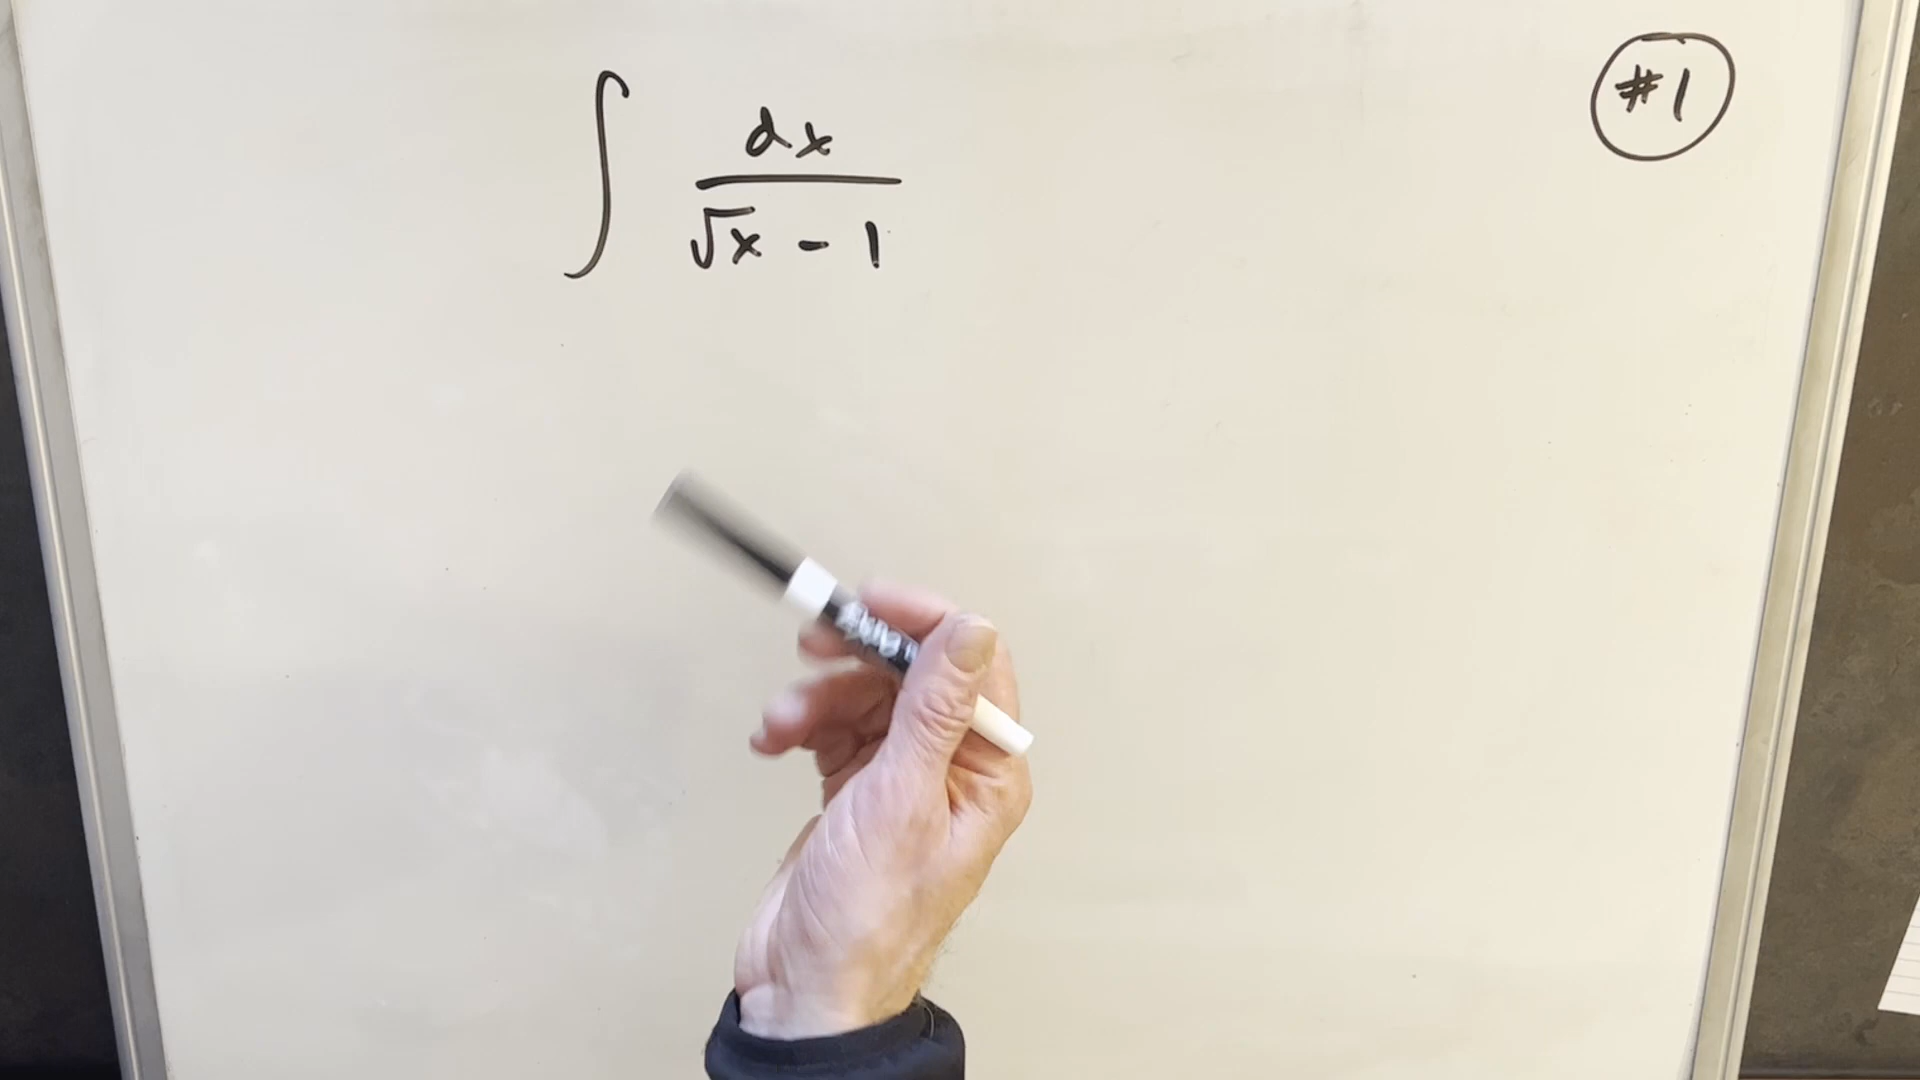 #1
∫ dx
√x - 1